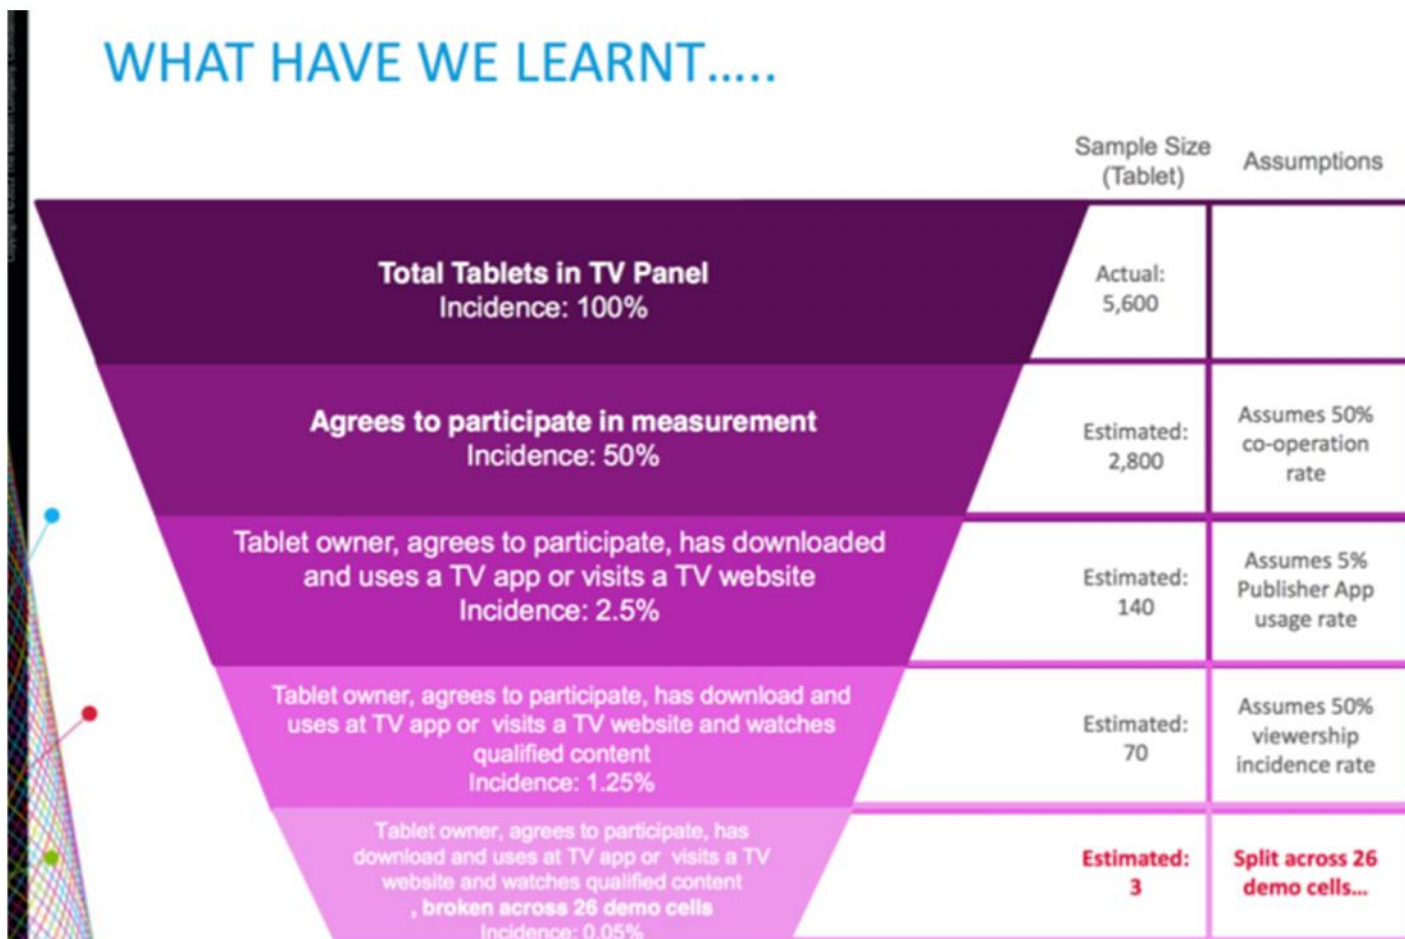 WHAT HAVE WE LEARNT.....
Sample Size
(Tablet)
Assumptions
Total Tablets in TV Panel
Incidence: 100%
Actual:
5,600
Agrees to participate in measurement
Incidence: 50%
Estimated:
2,800
Assumes 50%
co-operation
rate
Tablet owner, agrees to participate, has downloaded
and uses a TV app or visits a TV website
Incidence: 2.5%
Estimated:
140
Assumes 5%
Publisher App
usage rate
Tablet owner, agrees to participate, has download and
uses at TV app or visits a TV website and watches
qualified content
Incidence: 1.25%
Estimated:
70
Assumes 50%
viewership
incidence rate
Tablet owner, agrees to participate, has
download and uses at TV app or visits a TV
website and watches qualified content
, broken across 26 demo cells
Incidence: 0.05%
Estimated:
3
Split across 26
demo cells...